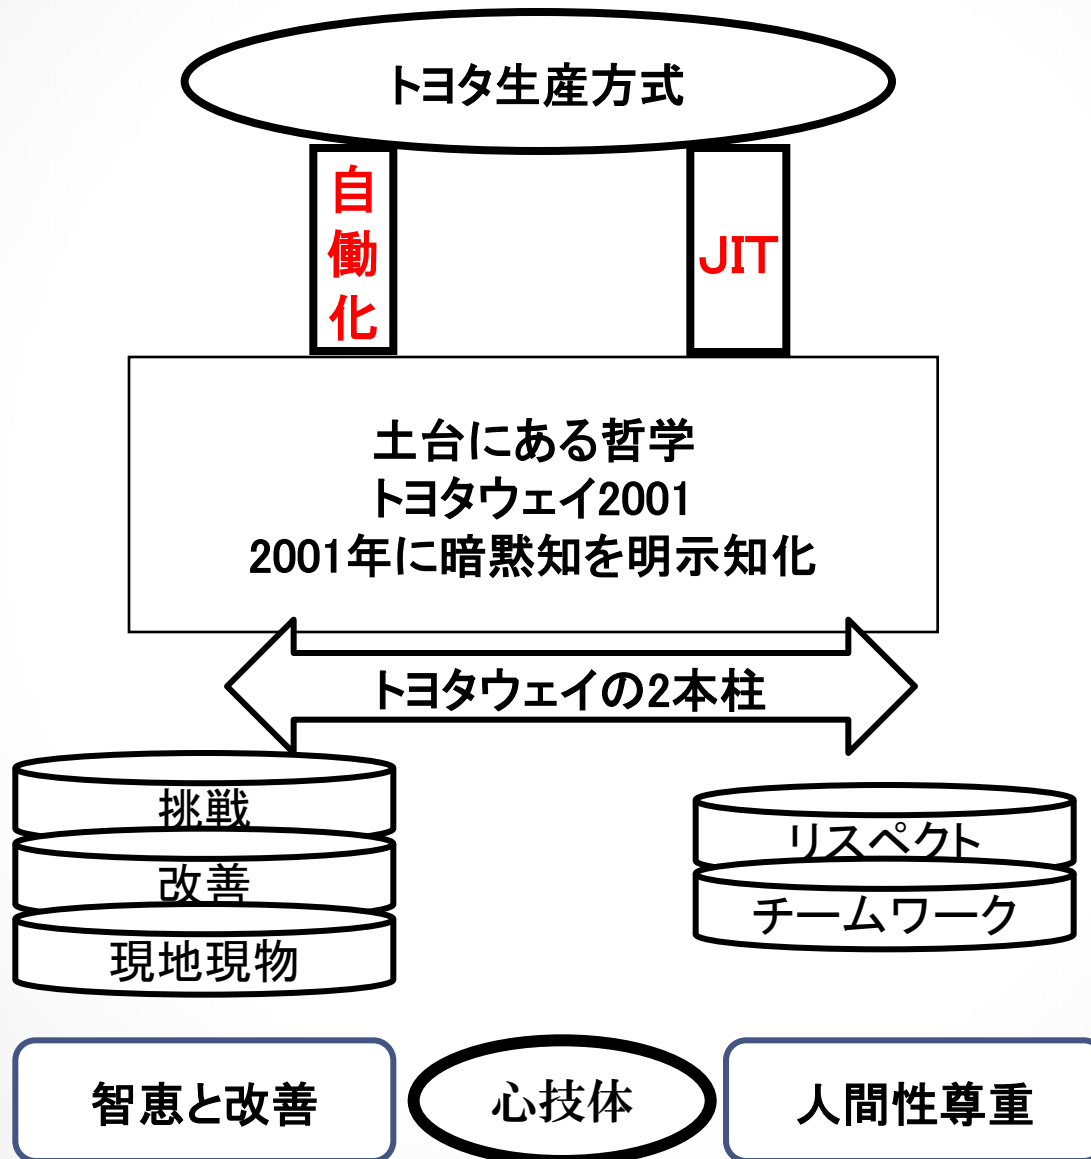 トヨタ生産方式
自働化
JIT
土台にある哲学
トヨタウェイ2001
2001年に暗黙知を明示知化
トヨタウェイの2本柱
挑戦
改善
現地現物
リスペクト
チームワーク
智恵と改善
心技体
人間性尊重